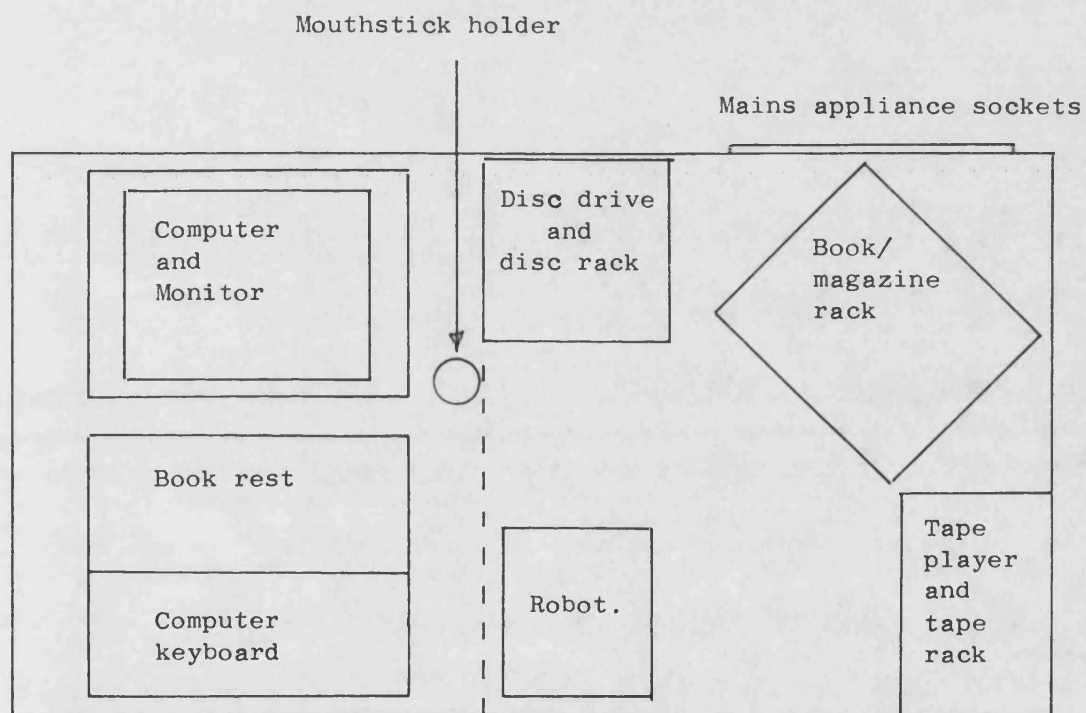 Mouthstick holder
Mains appliance sockets
Computer
and
Monitor
Disc drive
and
disc rack
Book/
magazine
rack
Book rest
Computer
keyboard
Robot.
Tape
player
and
tape
rack